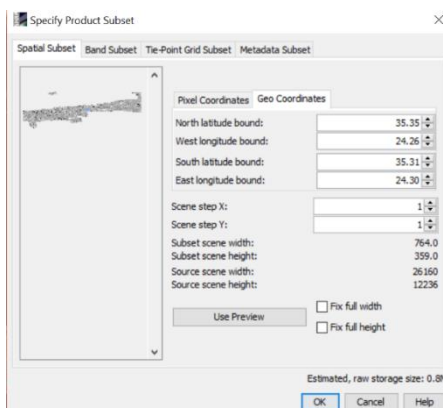 Specify Product Subset
Spatial Subset Band Subset Tie-Point Grid Subset Metadata Subset
Pixel Coordinates Geo Coordinates
North latitude bound: 35.35
West longitude bound: 24.26
South latitude bound: 35.31
East longitude bound: 24.30
Scene step X: 1
Scene step Y: 1
Subset scene width: 764.0
Subset scene height: 359.0
Source scene width: 26160
Source scene height: 12236
Use Preview
Fix full width
Fix full height
Estimated, raw storage size: 0.8M
OK Cancel Help